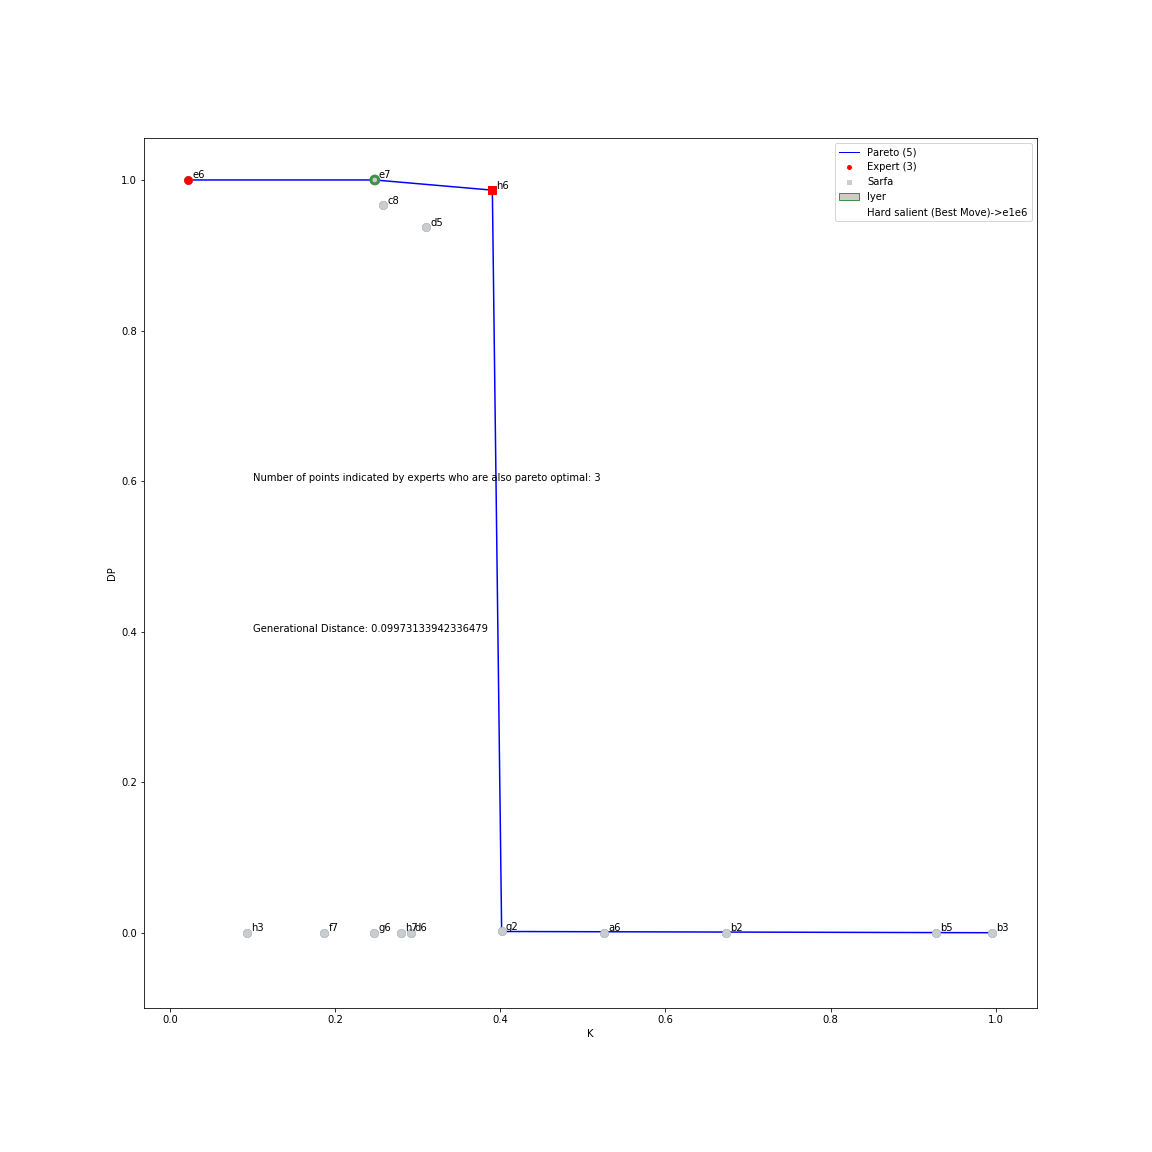 Pareto (5)
Expert (3)
Sarfa
Iyer
Hard salient (Best Move)->e1e6
1.0
e6
e7
h6
c8
d5
0.8
Number of points indicated by experts who are also pareto optimal: 3
0.6
DP
Generational Distance: 0.09973133942336479
0.4
0.2
0.0
h3
f7
g6
h7
d6
g2
a6
b2
b5
b3
0.0
0.2
0.4
0.6
0.8
1.0
K